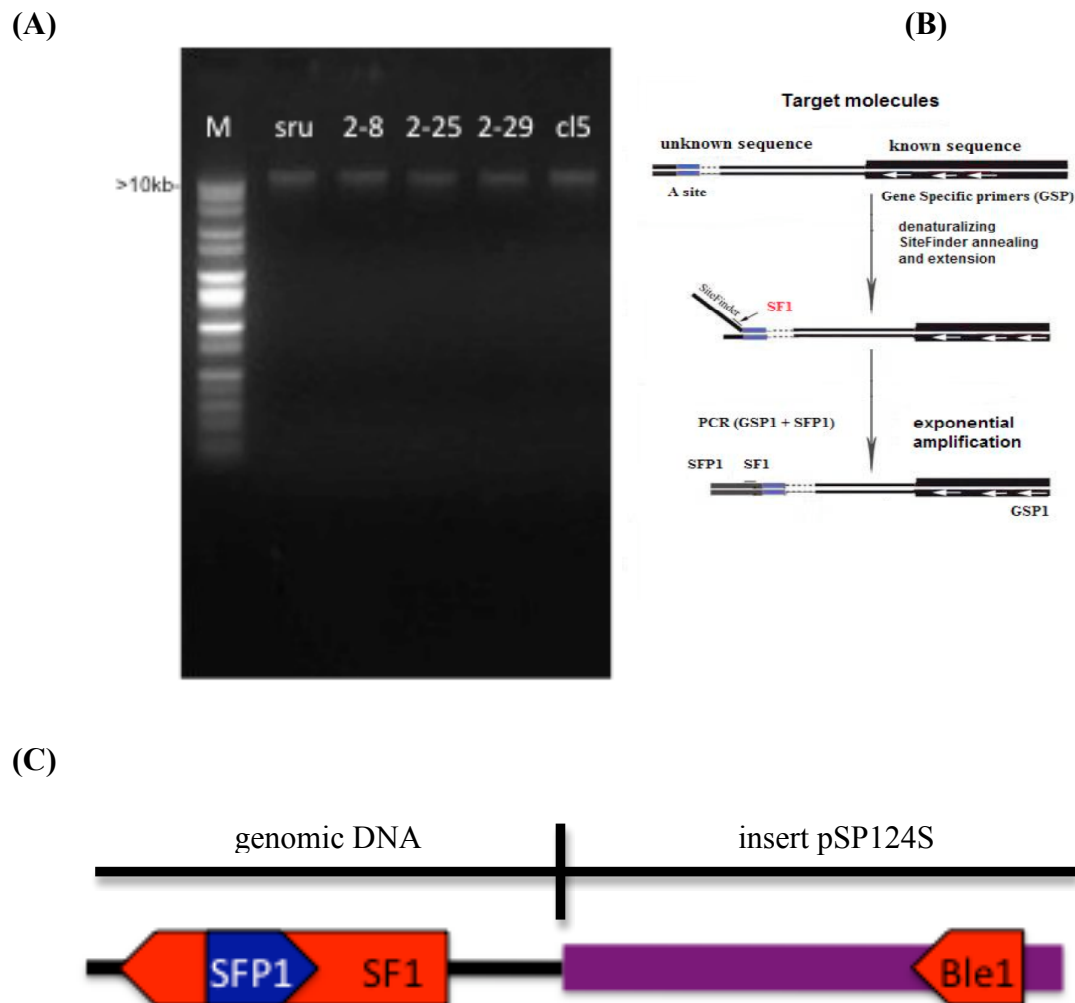 (A)
M sru 2-8 2-25 2-29 cl5
>10kb-
(B)
Target molecules
unknown sequence known sequence
A site
Gene Specific primers (GSP)
denaturalizing
SiteFinder annealing
and extension
SiteFinder
SF1
PCR (GSP1 + SFP1)
exponential
amplification
SFP1 SF1
GSP1
(C)
genomic DNA insert pSP124S
SFP1 SF1 Ble1